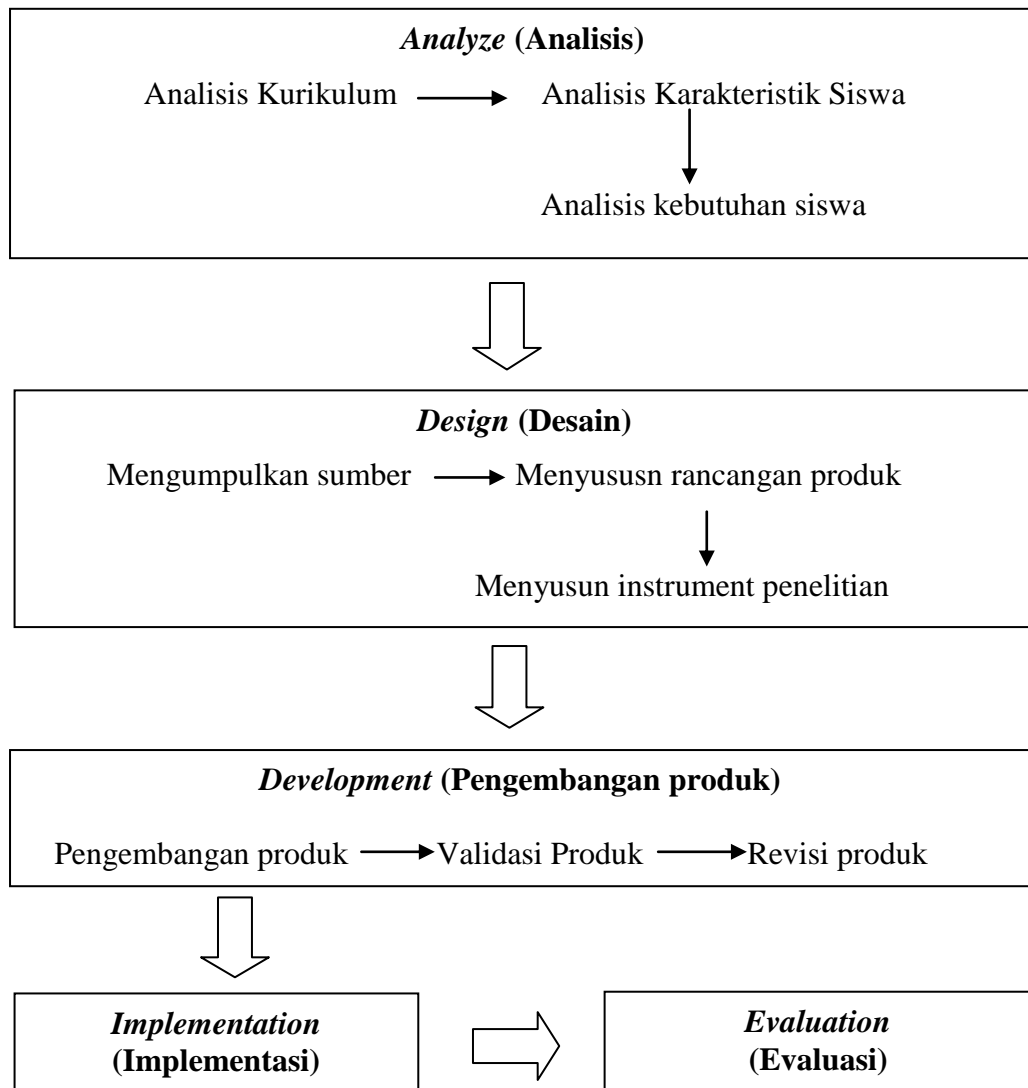 Analyze (Analisis)
Analisis Kurikulum Analisis Karakteristik Siswa
Analisis kebutuhan siswa
Design (Desain)
Mengumpulkan sumber Menyususn rancangan produk
Menyusun instrument penelitian
Development (Pengembangan produk)
Pengembangan produk Validasi Produk Revisi produk
Implementation
(Implementasi)
Evaluation
(Evaluasi)